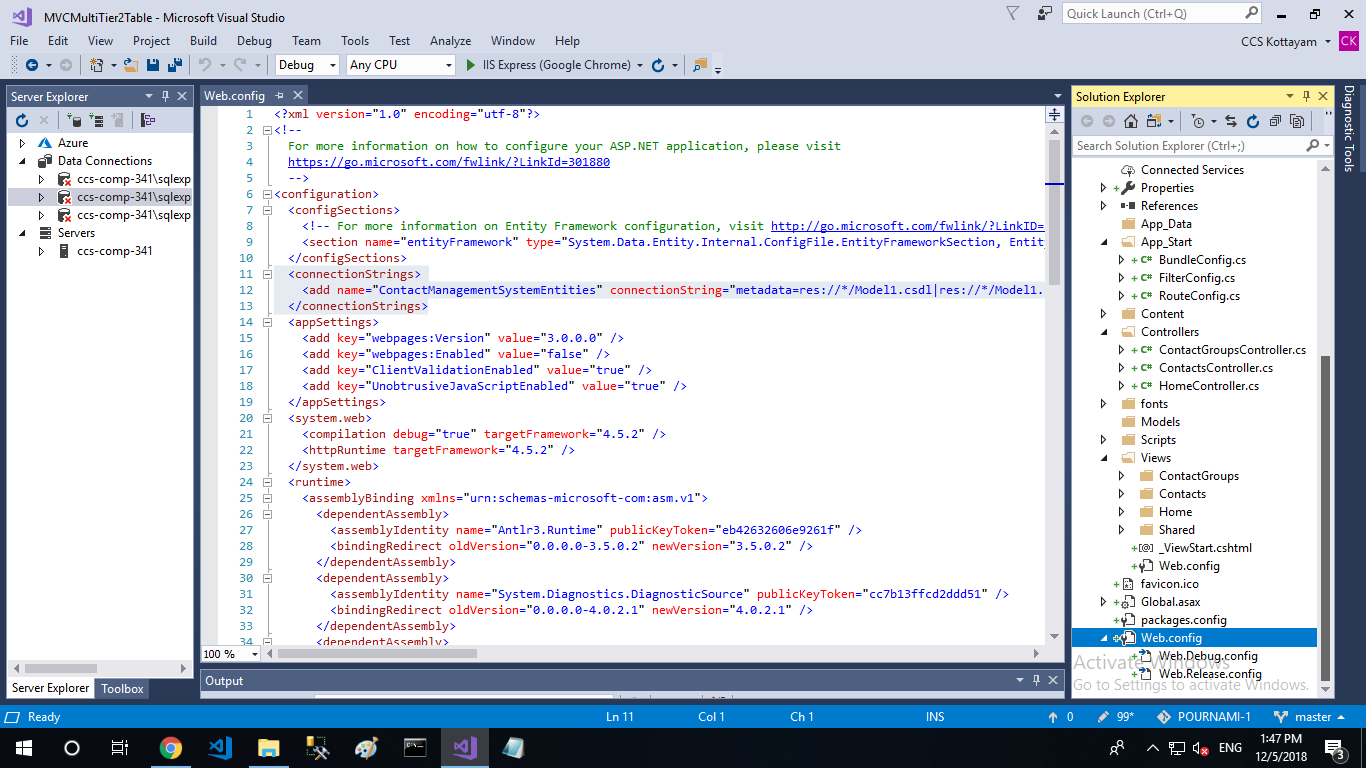 MVCMultiTier2Table - Microsoft Visual Studio
Quick Launch (Ctrl+Q)
File Edit View Project Build Debug Team Tools Test Analyze Window Help
CCS Kottayam CK
Debug Any CPU IIS Express (Google Chrome)
Server Explorer
Azure
Data Connections
ccs-comp-341\sqlexp
ccs-comp-341\sqlexp
ccs-comp-341\sqlexp
Servers
ccs-comp-341
Server Explorer Toolbox
Web.config
1 <?xml version="1.0" encoding="utf-8"?>
2 <!--
3 For more information on how to configure your ASP.NET application, please visit
4 https://go.microsoft.com/fwlink/?LinkId=301880
5 -->
6 <configuration>
7 <configSections>
8 <!-- For more information on Entity Framework configuration, visit http://go.microsoft.com/fwlink/?LinkID=
9 <section name="entityFramework" type="System.Data.Entity.Internal.ConfigFile.EntityFrameworkSection, Entity
10 </configSections>
11 <connectionStrings>
12 <add name="ContactManagementSystemEntities" connectionString="metadata=res://*/Model1.csdl|res://*/Model1.
13 </connectionStrings>
14 <appSettings>
15 <add key="webpages:Version" value="3.0.0.0" />
16 <add key="webpages:Enabled" value="false" />
17 <add key="ClientValidationEnabled" value="true" />
18 <add key="UnobtrusiveJavaScriptEnabled" value="true" />
19 </appSettings>
20 <system.web>
21 <compilation debug="true" targetFramework="4.5.2" />
22 <httpRuntime targetFramework="4.5.2" />
23 </system.web>
24 <runtime>
25 <assemblyBinding xmlns="urn:schemas-microsoft-com:asm.v1">
26 <dependentAssembly>
27 <assemblyIdentity name="Antlr3.Runtime" publicKeyToken="eb42632606e9261f" />
28 <bindingRedirect oldVersion="0.0.0.0-3.5.0.2" newVersion="3.5.0.2" />
29 </dependentAssembly>
30 <dependentAssembly>
31 <assemblyIdentity name="System.Diagnostics.DiagnosticSource" publicKeyToken="cc7b13ffcd2ddd51" />
32 <bindingRedirect oldVersion="0.0.0.0-4.0.2.1" newVersion="4.0.2.1" />
33 </dependentAssembly>
34 <dependentAssembly>
100 %
Output
Solution Explorer
Search Solution Explorer (Ctrl+;)
Connected Services
Properties
References
App_Data
App_Start
C# BundleConfig.cs
C# FilterConfig.cs
C# RouteConfig.cs
Content
Controllers
C# ContactGroupsController.cs
C# ContactsController.cs
C# HomeController.cs
fonts
Models
Scripts
Views
ContactGroups
Contacts
Home
Shared
_ViewStart.cshtml
Web.config
favicon.ico
Global.asax
packages.config
Web.config
Web.Debug.config
Web.Release.config
Activate Windows
Go to Settings to activate Windows.
Diagnostic Tools
Ready Ln 11 Col 1 Ch 1 INS 0 99* POURNAMI-1 master
ENG 1:47 PM
12/5/2018 3